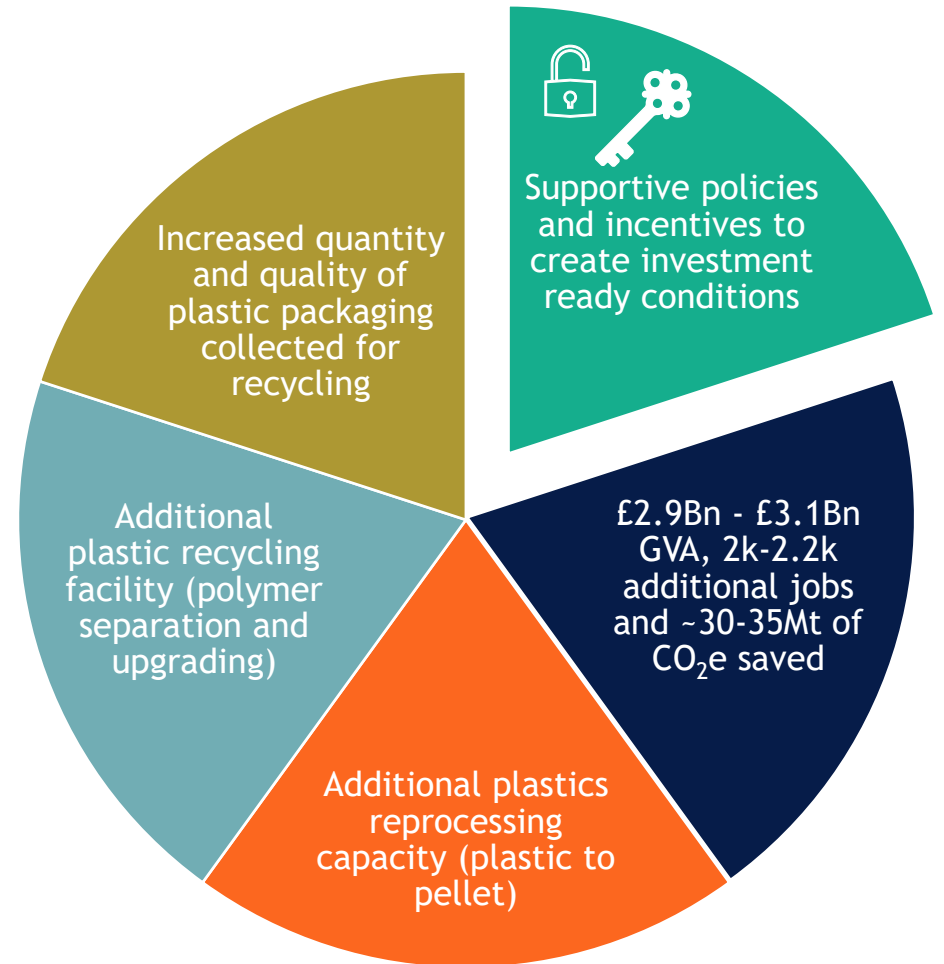 Supportive policies
and incentives to
create investment
ready conditions
£2.9Bn - £3.1Bn
GVA, 2k-2.2k
additional jobs
and ~30-35Mt of
CO₂e saved
Additional plastics
reprocessing
capacity (plastic to
pellet)
Additional
plastic recycling
facility (polymer
separation and
upgrading)
Increased quantity
and quality of
plastic packaging
collected for
recycling